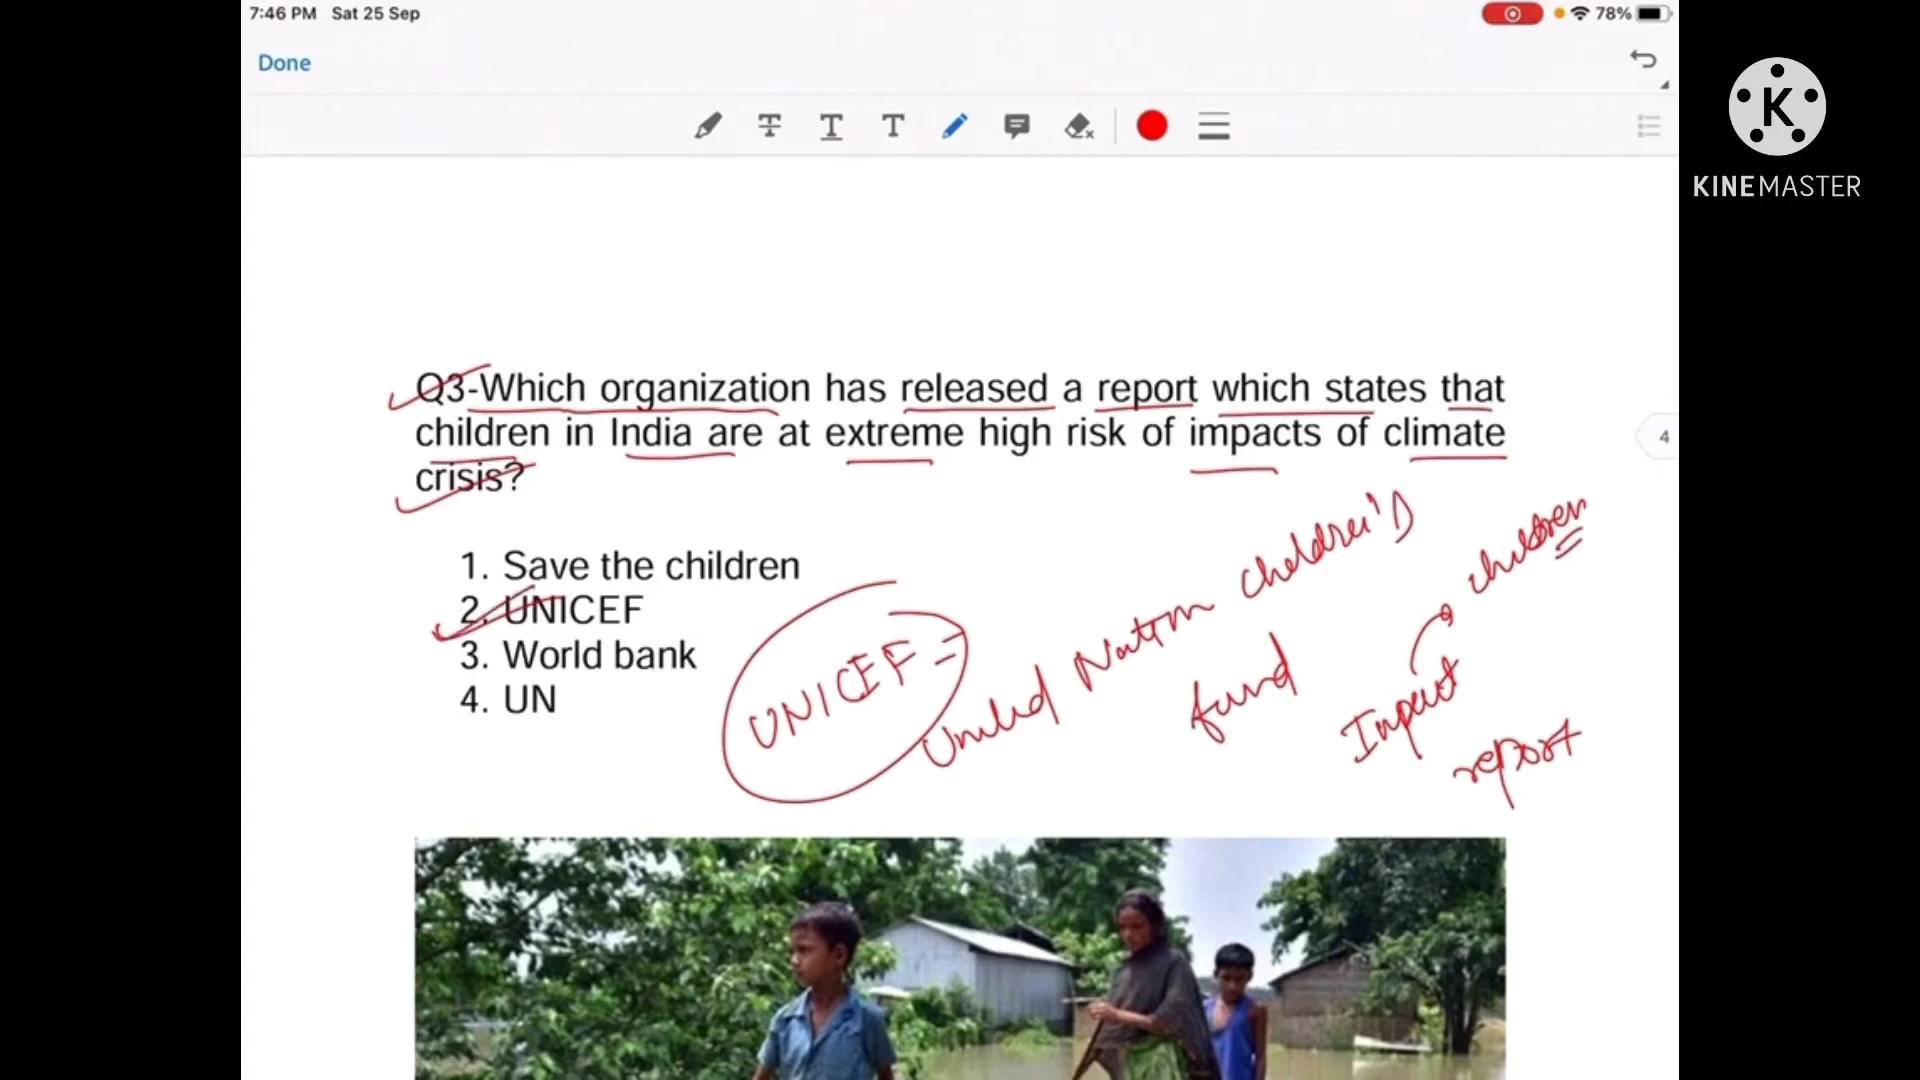 7:46 PM Sat 25 Sep
78%
Done
T T T
K
KINEMASTER
Q3-Which organization has released a report which states that
children in India are at extreme high risk of impacts of climate
crisis?
4
1. Save the children
2. UNICEF
3. World bank
4. UN
UNICEF =
United Nation children's
fund
Impact
children
report